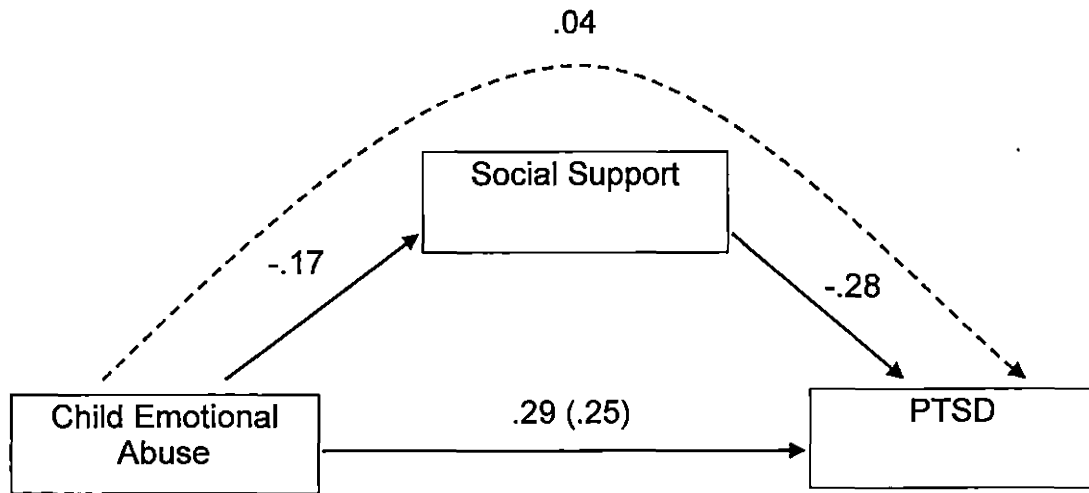 .04
Social Support
-.17
-.28
Child Emotional
Abuse
.29 (.25)
PTSD